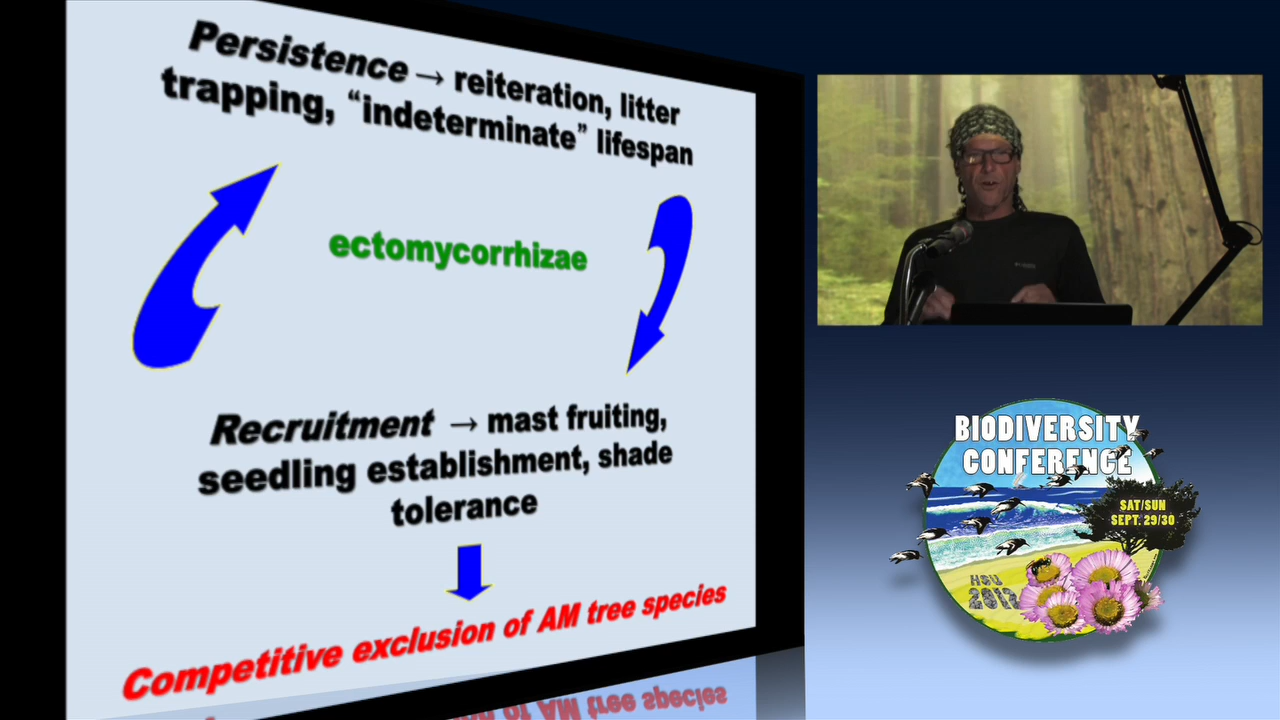 Persistence → reiteration, litter
trapping, “indeterminate” lifespan
ectomycorrhizae
Recruitment → mast fruiting,
seedling establishment, shade
tolerance
Competitive exclusion of AM tree species
BIODIVERSITY
CONFERENCE
SAT/SUN
SEPT. 29/30
HSU
2012